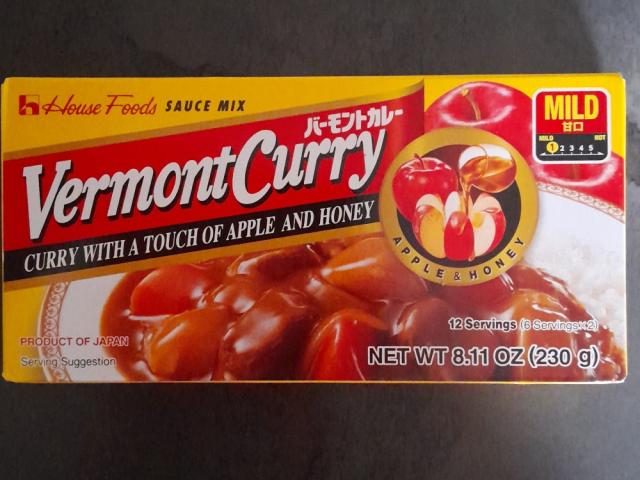 House Foods SAUCE MIX
バーモントカレー
VermontCurry
CURRY WITH A TOUCH OF APPLE AND HONEY
MILD
甘口
MILD HOT
1 2 3 4 5
APPLE & HONEY
12 Servings (6 Servings×2)
PRODUCT OF JAPAN
Serving Suggestion
NET WT 8.11 OZ (230 g)